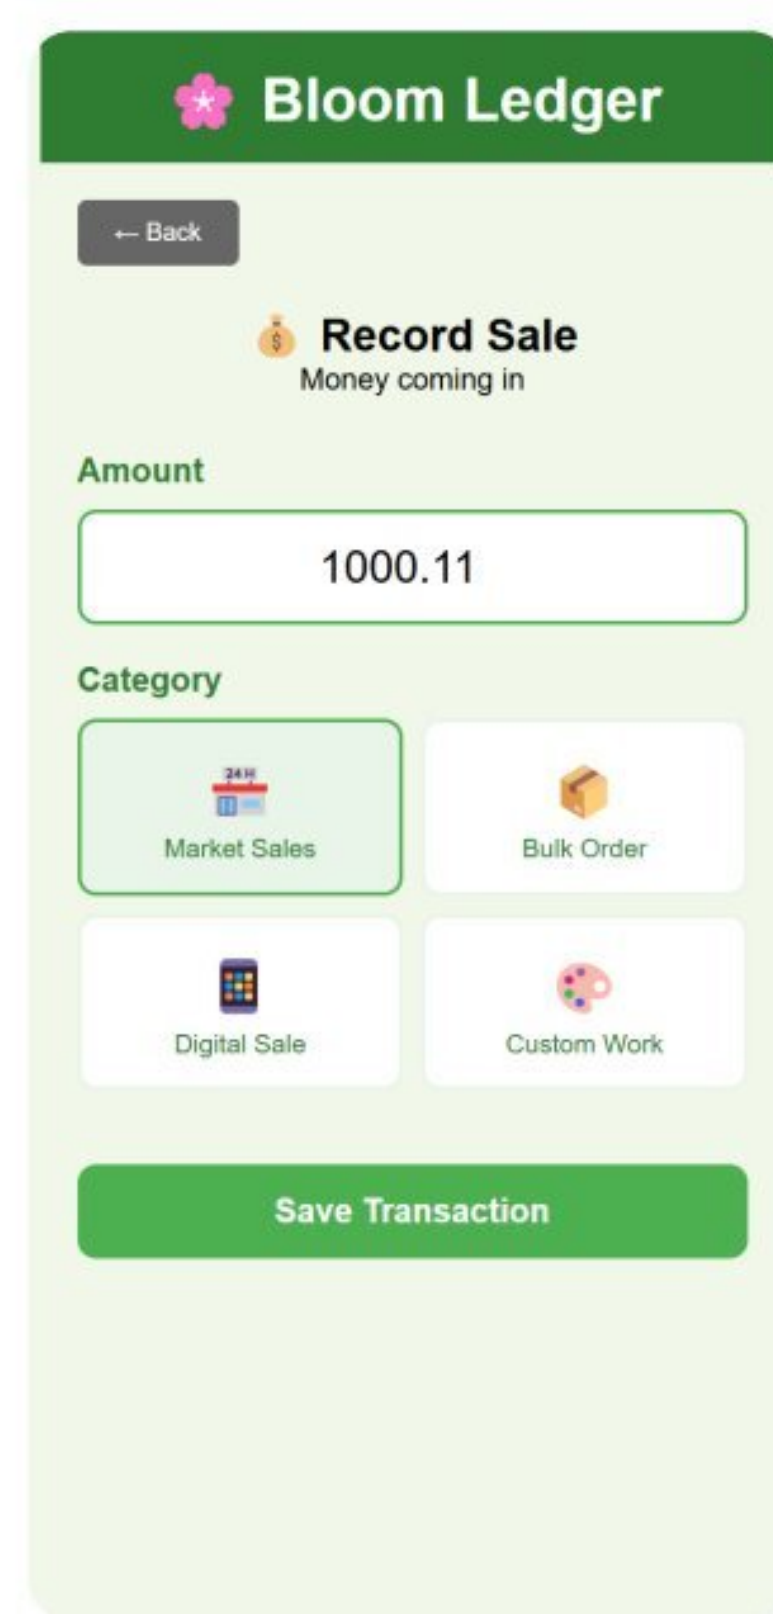 Bloom Ledger
← Back
Record Sale
Money coming in
Amount
1000.11
Category
24H
Market Sales
Bulk Order
Digital Sale
Custom Work
Save Transaction